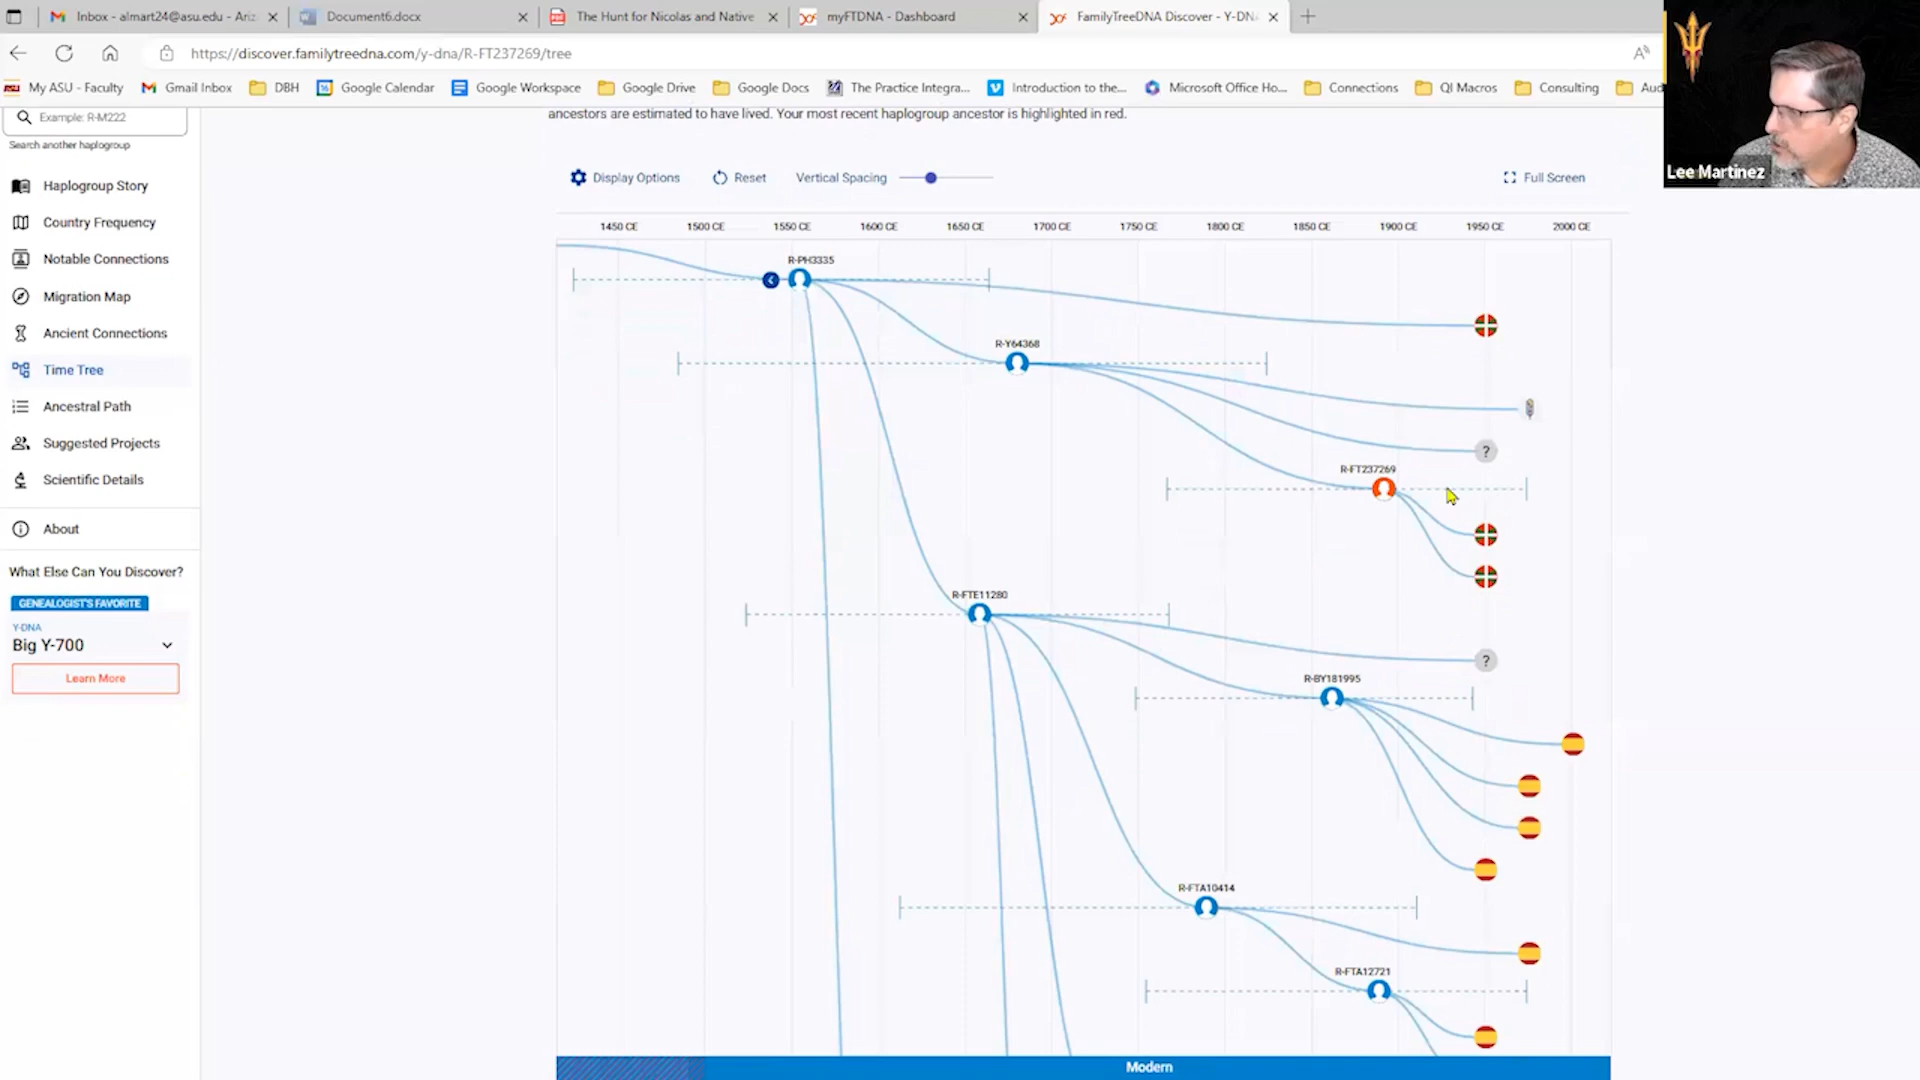 Inbox - almart24@asu.edu - Ariz
Document6.docx
The Hunt for Nicolas and Native
myFTDNA - Dashboard
FamilyTreeDNA Discover - Y-DN
https://discover.familytreedna.com/y-dna/R-FT237269/tree
My ASU - Faculty
Gmail Inbox
DBH
Google Calendar
Google Workspace
Google Drive
Google Docs
The Practice Integra...
Introduction to the...
Microsoft Office Ho...
Connections
QI Macros
Consulting
Aud
Lee Martinez
Example: R-M222
Search another haplogroup
Haplogroup Story
Country Frequency
Notable Connections
Migration Map
Ancient Connections
Time Tree
Ancestral Path
Suggested Projects
Scientific Details
About
What Else Can You Discover?
GENEALOGIST'S FAVORITE
Y-DNA
Big Y-700
Learn More
ancestors are estimated to have lived. Your most recent haplogroup ancestor is highlighted in red.
Display Options
Reset
Vertical Spacing
Full Screen
1450 CE 1500 CE 1550 CE 1600 CE 1650 CE 1700 CE 1750 CE 1800 CE 1850 CE 1900 CE 1950 CE 2000 CE
R-PH3335
R-Y64368
?
R-FT237269
R-FTE11280
?
R-BY181995
R-FTA10414
R-FTA12721
Modern